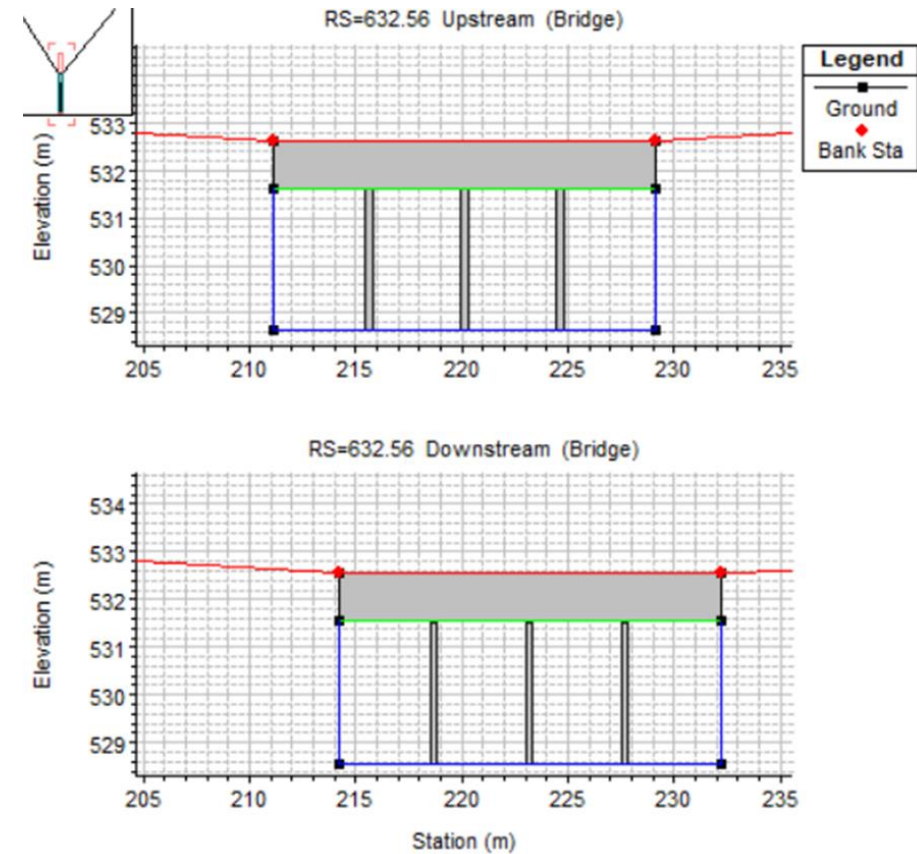 RS=632.56 Upstream (Bridge)
Legend
Ground
Bank Sta
Elevation (m)
533
532
531
530
529
205 210 215 220 225 230 235
RS=632.56 Downstream (Bridge)
Elevation (m)
534
533
532
531
530
529
205 210 215 220 225 230 235
Station (m)